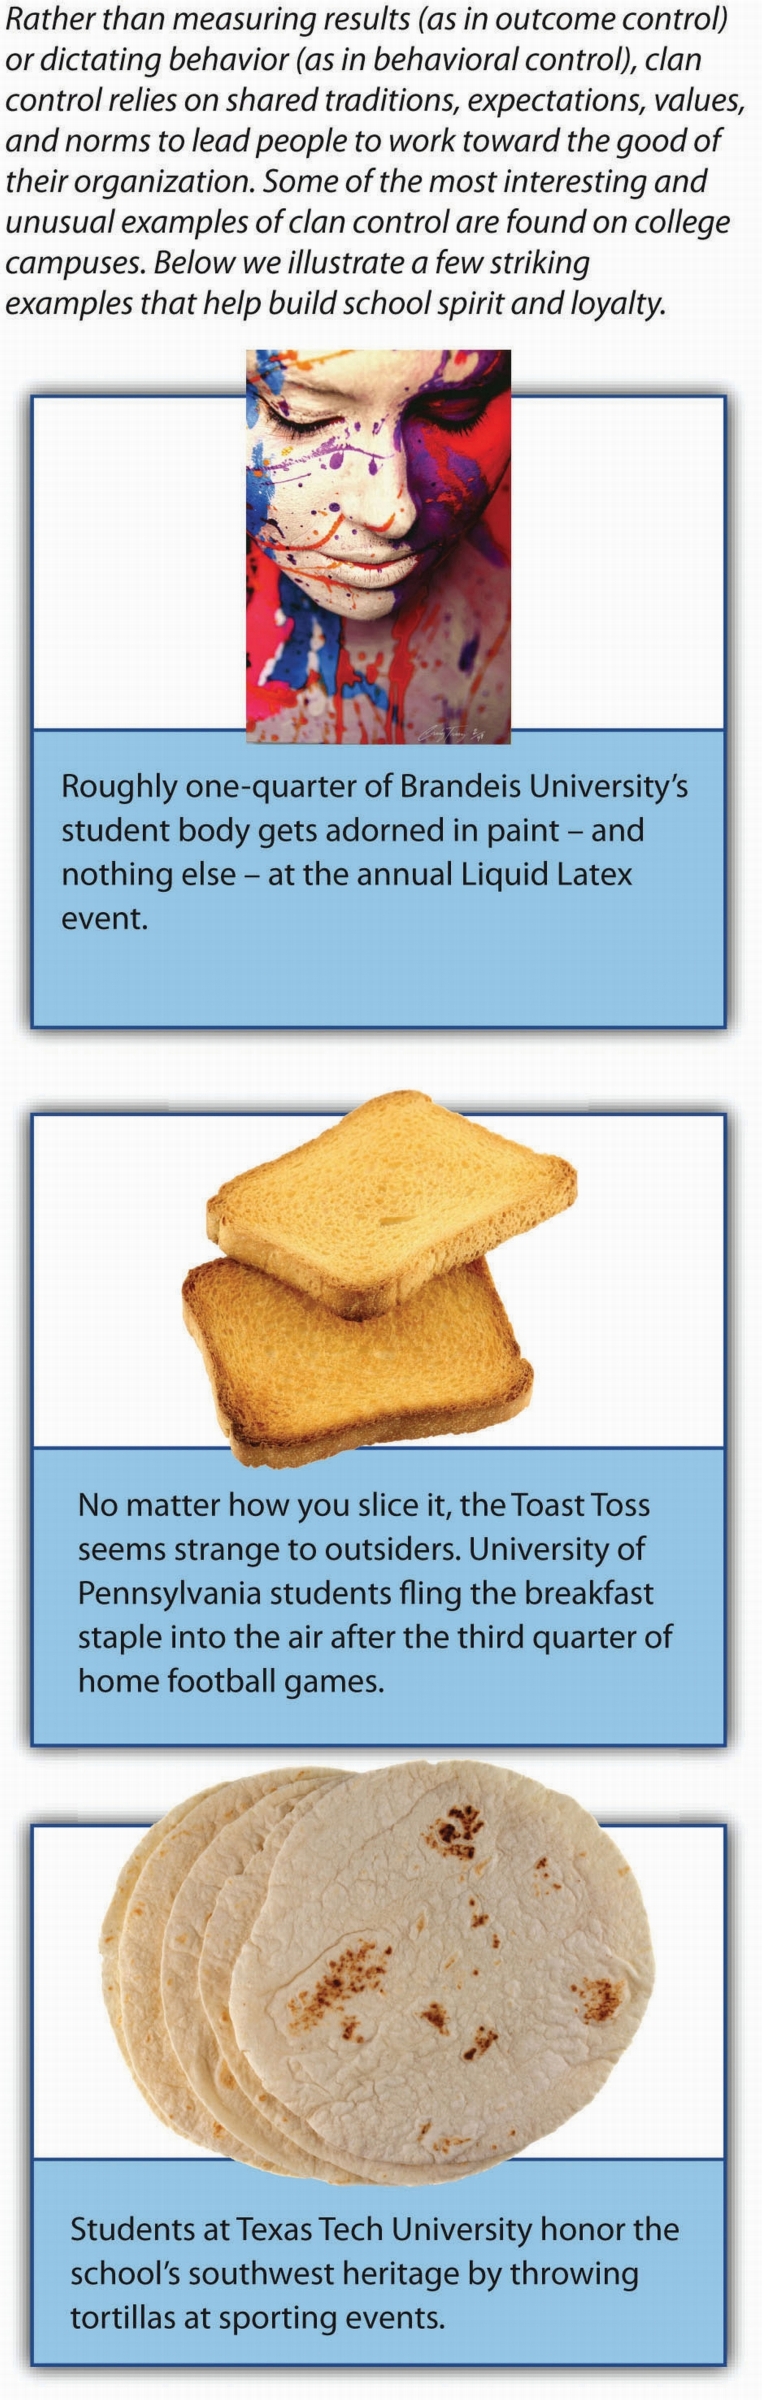 Rather than measuring results (as in outcome control)
or dictating behavior (as in behavioral control), clan
control relies on shared traditions, expectations, values,
and norms to lead people to work toward the good of
their organization. Some of the most interesting and
unusual examples of clan control are found on college
campuses. Below we illustrate a few striking
examples that help build school spirit and loyalty.
Roughly one-quarter of Brandeis University’s
student body gets adorned in paint – and
nothing else – at the annual Liquid Latex
event.
No matter how you slice it, the Toast Toss
seems strange to outsiders. University of
Pennsylvania students fling the breakfast
staple into the air after the third quarter of
home football games.
Students at Texas Tech University honor the
school’s southwest heritage by throwing
tortillas at sporting events.